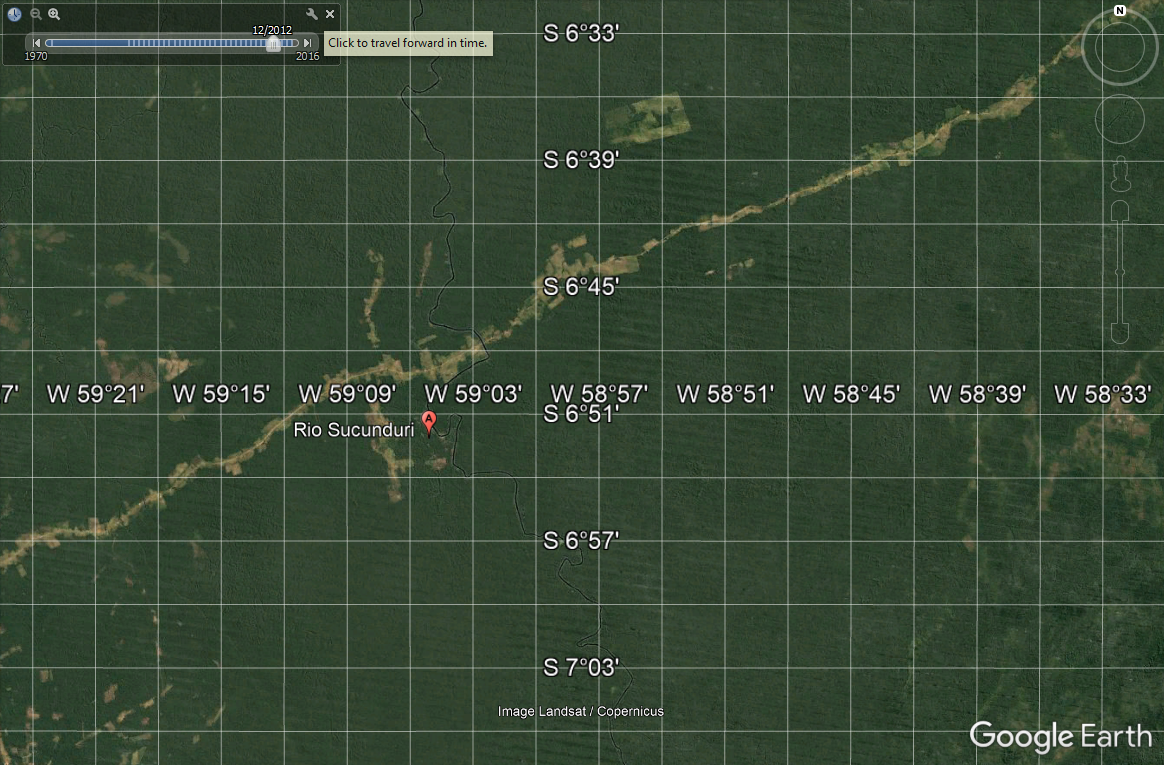 12/2012
1970
2016
Click to travel forward in time.
N
S 6°33'
S 6°39'
S 6°45'
7'
W 59°21'
W 59°15'
W 59°09'
W 59°03'
W 58°57'
W 58°51'
W 58°45'
W 58°39'
W 58°33'
S 6°51'
A
Rio Sucunduri
S 6°57'
S 7°03'
Image Landsat / Copernicus
Google Earth